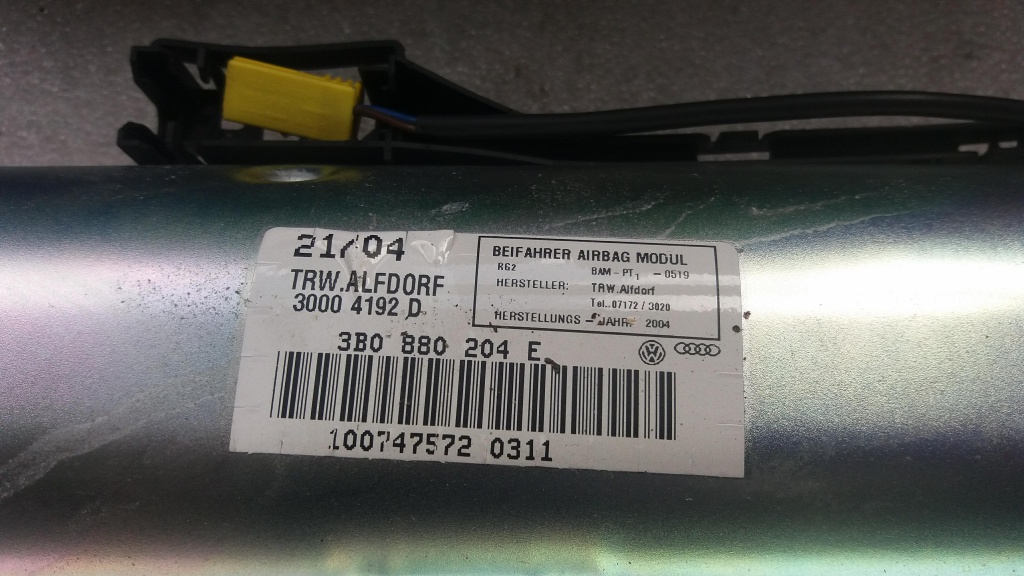 21/04
TRW.ALFDORF
3000 4192 D
BEIFAHRER AIRBAG MODUL
RG2 BAM-PT1-0519
HERSTELLER: TRW.Alfdorf
Tel..07172/3020
HERSTELLUNGS - JAHR 2004
3B0 880 204 E
100747572 0311